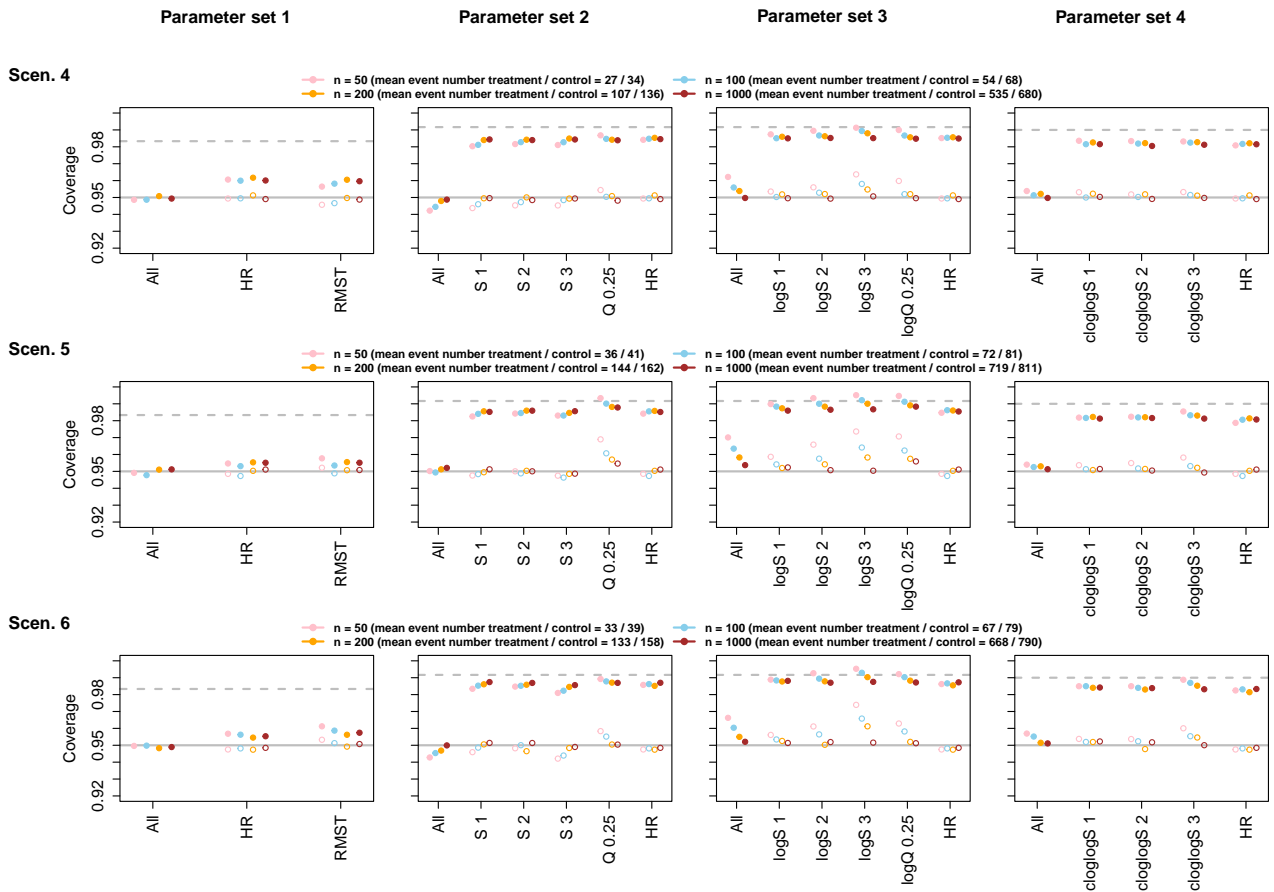 Parameter set 1
Parameter set 2
Parameter set 3
Parameter set 4
Scen. 4
n = 50 (mean event number treatment / control = 27 / 34)
n = 100 (mean event number treatment / control = 54 / 68)
n = 200 (mean event number treatment / control = 107 / 136)
n = 1000 (mean event number treatment / control = 535 / 680)
Coverage
0.98
0.95
0.92
All
HR
RMST
All
S 1
S 2
S 3
Q 0.25
HR
All
logS 1
logS 2
logS 3
logQ 0.25
HR
All
cloglogS 1
cloglogS 2
cloglogS 3
HR
Scen. 5
n = 50 (mean event number treatment / control = 36 / 41)
n = 100 (mean event number treatment / control = 72 / 81)
n = 200 (mean event number treatment / control = 144 / 162)
n = 1000 (mean event number treatment / control = 719 / 811)
Coverage
0.98
0.95
0.92
All
HR
RMST
All
S 1
S 2
S 3
Q 0.25
HR
All
logS 1
logS 2
logS 3
logQ 0.25
HR
All
cloglogS 1
cloglogS 2
cloglogS 3
HR
Scen. 6
n = 50 (mean event number treatment / control = 33 / 39)
n = 100 (mean event number treatment / control = 67 / 79)
n = 200 (mean event number treatment / control = 133 / 158)
n = 1000 (mean event number treatment / control = 668 / 790)
Coverage
0.98
0.95
0.92
All
HR
RMST
All
S 1
S 2
S 3
Q 0.25
HR
All
logS 1
logS 2
logS 3
logQ 0.25
HR
All
cloglogS 1
cloglogS 2
cloglogS 3
HR